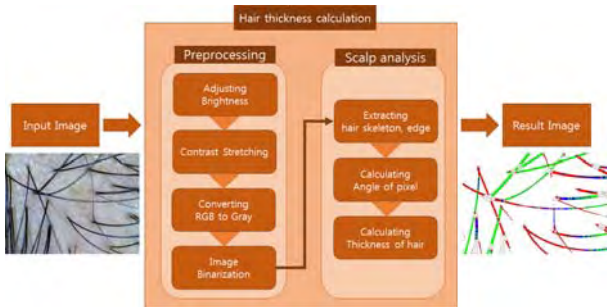 Hair thickness calculation
Preprocessing
Scalp analysis
Adjusting
Brightness
Contrast Stretching
Converting
RGB to Gray
Image
Binarization
Extracting
hair skeleton, edge
Calculating
Angle of pixel
Calculating
Thickness of hair
Input Image
Result Image